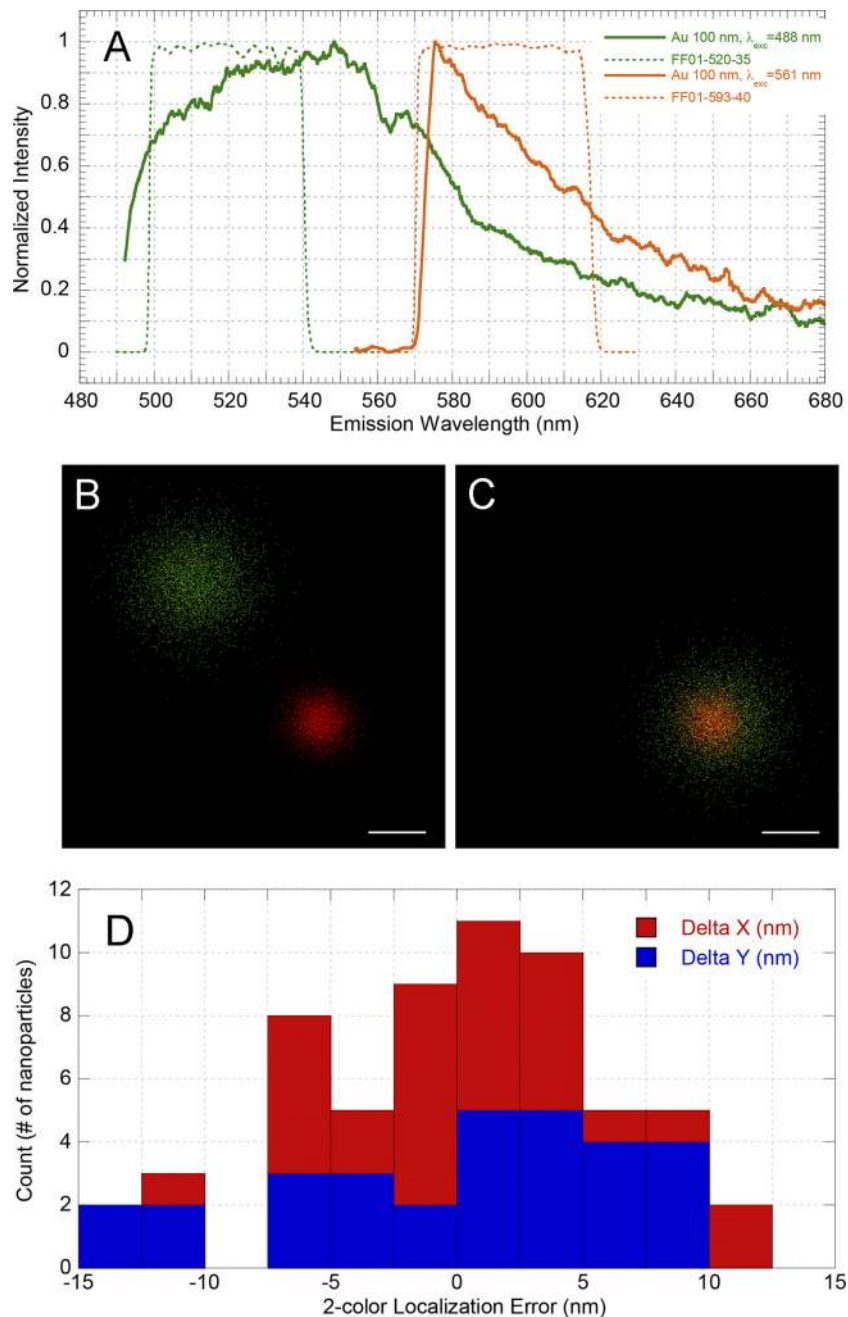 A
Au 100 nm, λexc=488 nm
FF01-520-35
Au 100 nm, λexc=561 nm
FF01-593-40
Normalized Intensity
1
0.8
0.6
0.4
0.2
0
480 500 520 540 560 580 600 620 640 660 680
Emission Wavelength (nm)
B
C
D
Delta X (nm)
Delta Y (nm)
Count (# of nanoparticles)
12
10
8
6
4
2
0
-15 -10 -5 0 5 10 15
2-color Localization Error (nm)